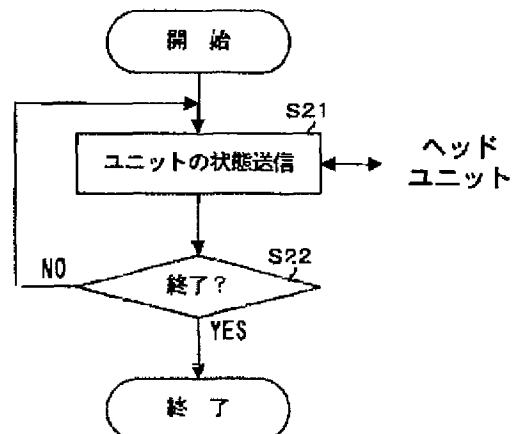 開 始
S21
ユニットの状態送信
ヘッド
ユニット
S22
NO
終了?
YES
終 了